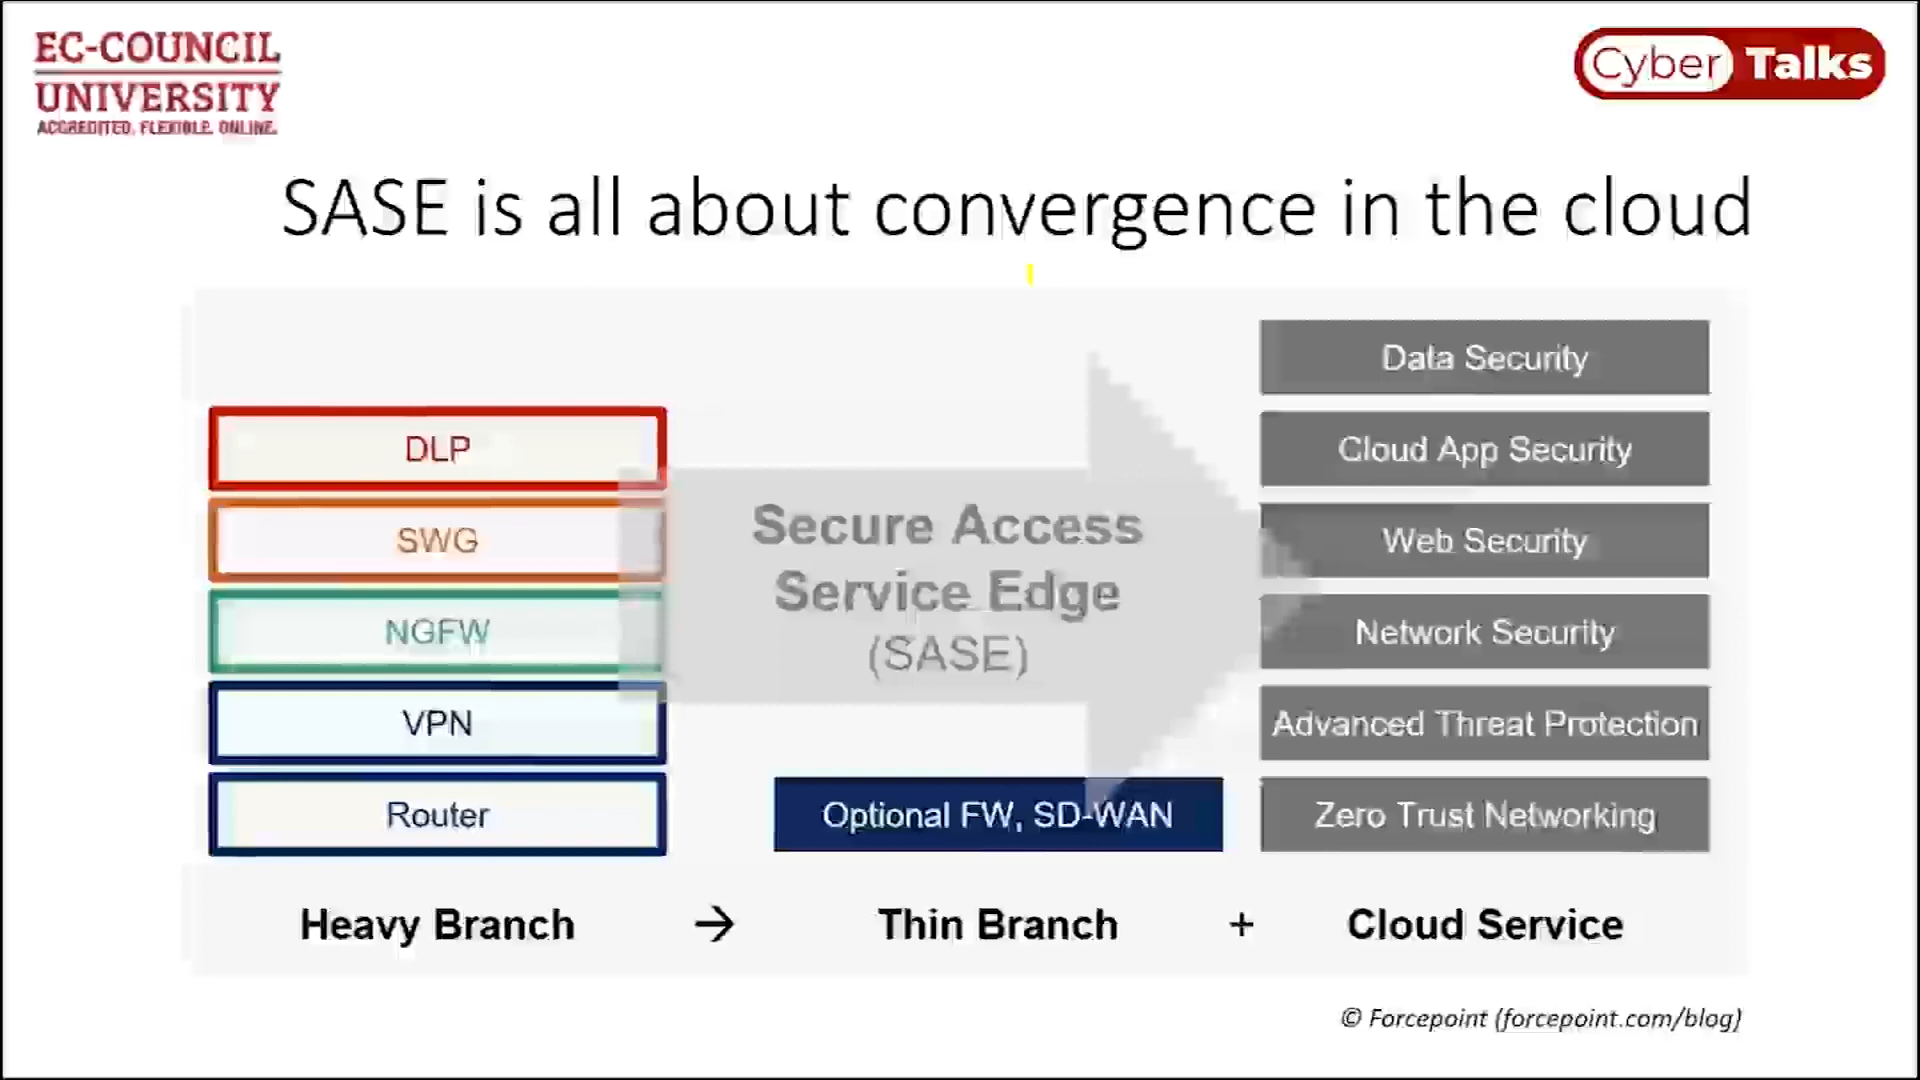 EC-COUNCIL
UNIVERSITY
ACCREDITED. FLEXIBLE. ONLINE.
Cyber Talks
SASE is all about convergence in the cloud
DLP
SWG
NGFW
VPN
Router
Secure Access
Service Edge
(SASE)
Optional FW, SD-WAN
Data Security
Cloud App Security
Web Security
Network Security
Advanced Threat Protection
Zero Trust Networking
Heavy Branch → Thin Branch + Cloud Service
© Forcepoint (forcepoint.com/blog)